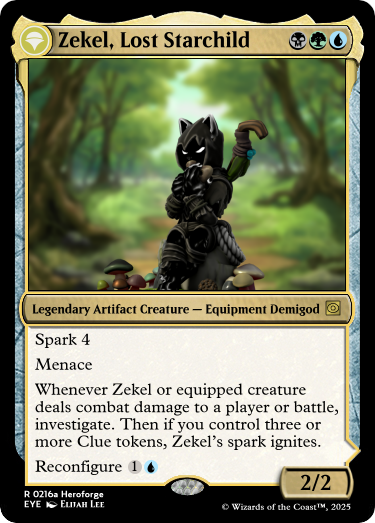 Zekel, Lost Starchild
Legendary Artifact Creature — Equipment Demigod
Spark 4
Menace
Whenever Zekel or equipped creature
deals combat damage to a player or battle,
investigate. Then if you control three or
more Clue tokens, Zekel's spark ignites.
Reconfigure 1
2/2
R 0216a Heroforge
EYE Elijah Lee
© Wizards of the Coast™, 2025